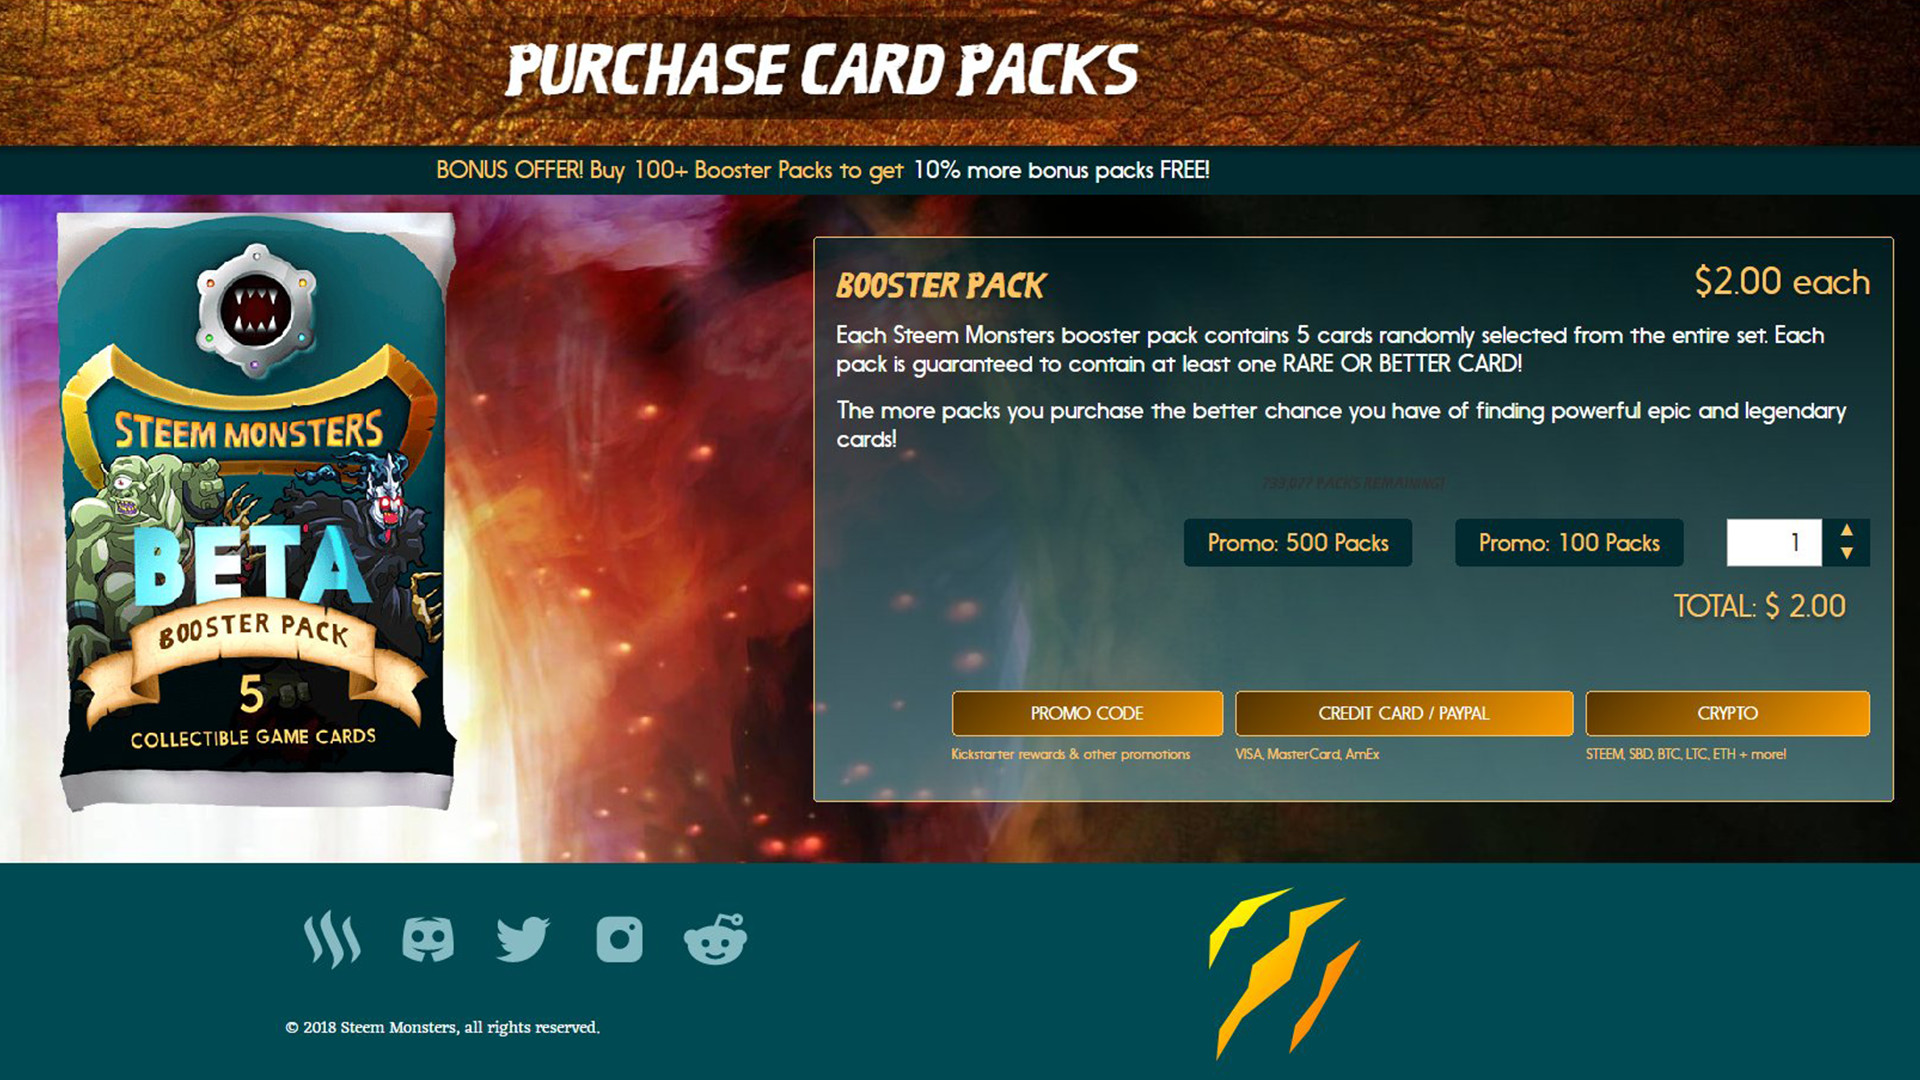 PURCHASE CARD PACKS
BONUS OFFER! Buy 100+ Booster Packs to get 10% more bonus packs FREE!
STEEM MONSTERS
BETA
BOOSTER PACK
5
COLLECTIBLE GAME CARDS
BOOSTER PACK
$2.00 each
Each Steem Monsters booster pack contains 5 cards randomly selected from the entire set. Each
pack is guaranteed to contain at least one RARE OR BETTER CARD!
The more packs you purchase the better chance you have of finding powerful epic and legendary
cards!
PACKS REMAINING!
Promo: 500 Packs
Promo: 100 Packs
1
TOTAL: $ 2.00
PROMO CODE
CREDIT CARD / PAYPAL
CRYPTO
Kickstarter rewards & other promotions
VISA, MasterCard, AmEx
STEEM, SBD, BTC, LTC, ETH + more!
© 2018 Steem Monsters, all rights reserved.